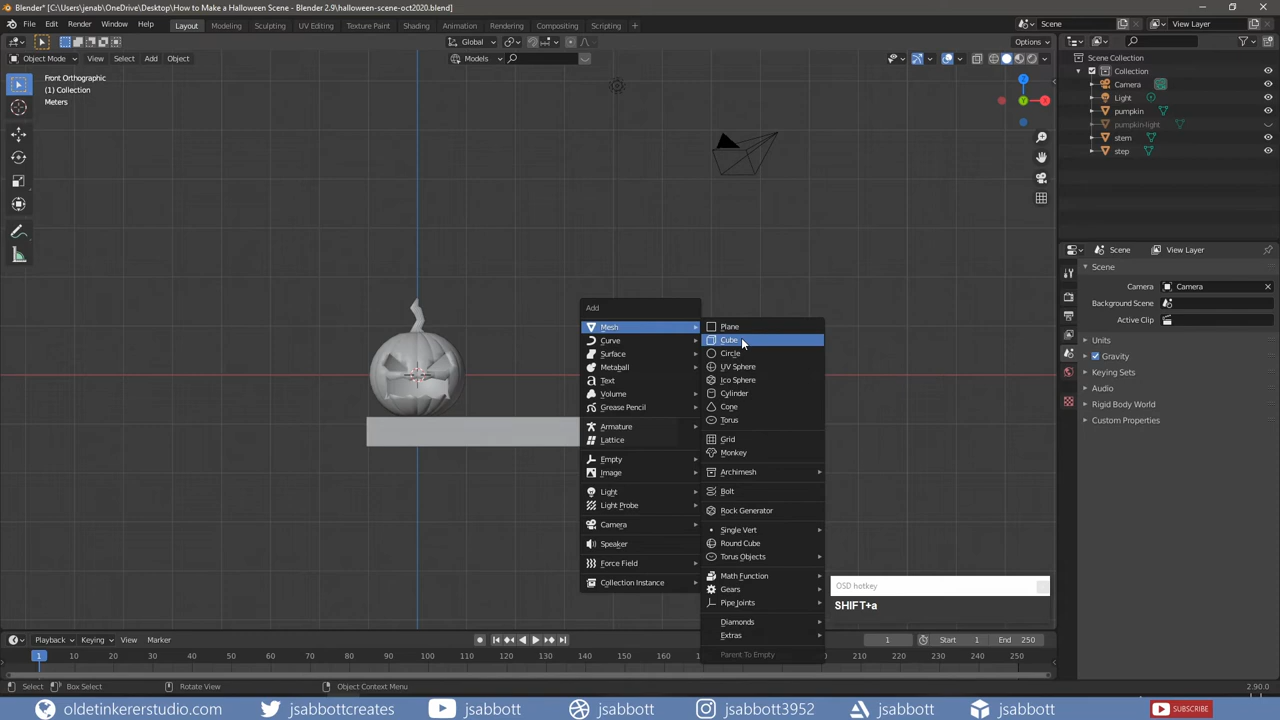 Blender* [C:\Users\jenab\OneDrive\Desktop\How to Make a Halloween Scene - Blender 2.9\halloween-scene-oct2020.blend]
File Edit Render Window Help Layout Modeling Sculpting UV Editing Texture Paint Shading Animation Rendering Compositing Scripting Scene View Layer
Global Options
Object Mode View Select Add Object Models
Front Orthographic
(1) Collection
Meters
Z
Y
X
Scene Collection
Collection
Camera
Light
pumpkin
pumpkin-light
stem
step
Scene View Layer
Scene
Camera Camera
Background Scene
Active Clip
Units
Gravity
Keying Sets
Audio
Rigid Body World
Custom Properties
Add
Mesh
Curve
Surface
Metaball
Text
Volume
Grease Pencil
Armature
Lattice
Empty
Image
Light
Light Probe
Camera
Speaker
Force Field
Collection Instance
Plane
Cube
Circle
UV Sphere
Ico Sphere
Cylinder
Cone
Torus
Grid
Monkey
Archimesh
Bolt
Rock Generator
Single Vert
Round Cube
Torus Objects
Math Function
Gears
Pipe Joints
Diamonds
Extras
Parent To Empty
OSD hotkey
SHIFT+a
Playback Keying View Marker 1 Start 1 End 250
1 10 20 30 40 50 60 70 80 90 100 110 120 130 140 150 160 170 200 210 220 230 240 250
Select Box Select Rotate View Object Context Menu 2.90.0
oldetinkererstudio.com jsabbottcreates jsabbott jsabbott jsabbott3952 jsabbott jsabbott SUBSCRIBE